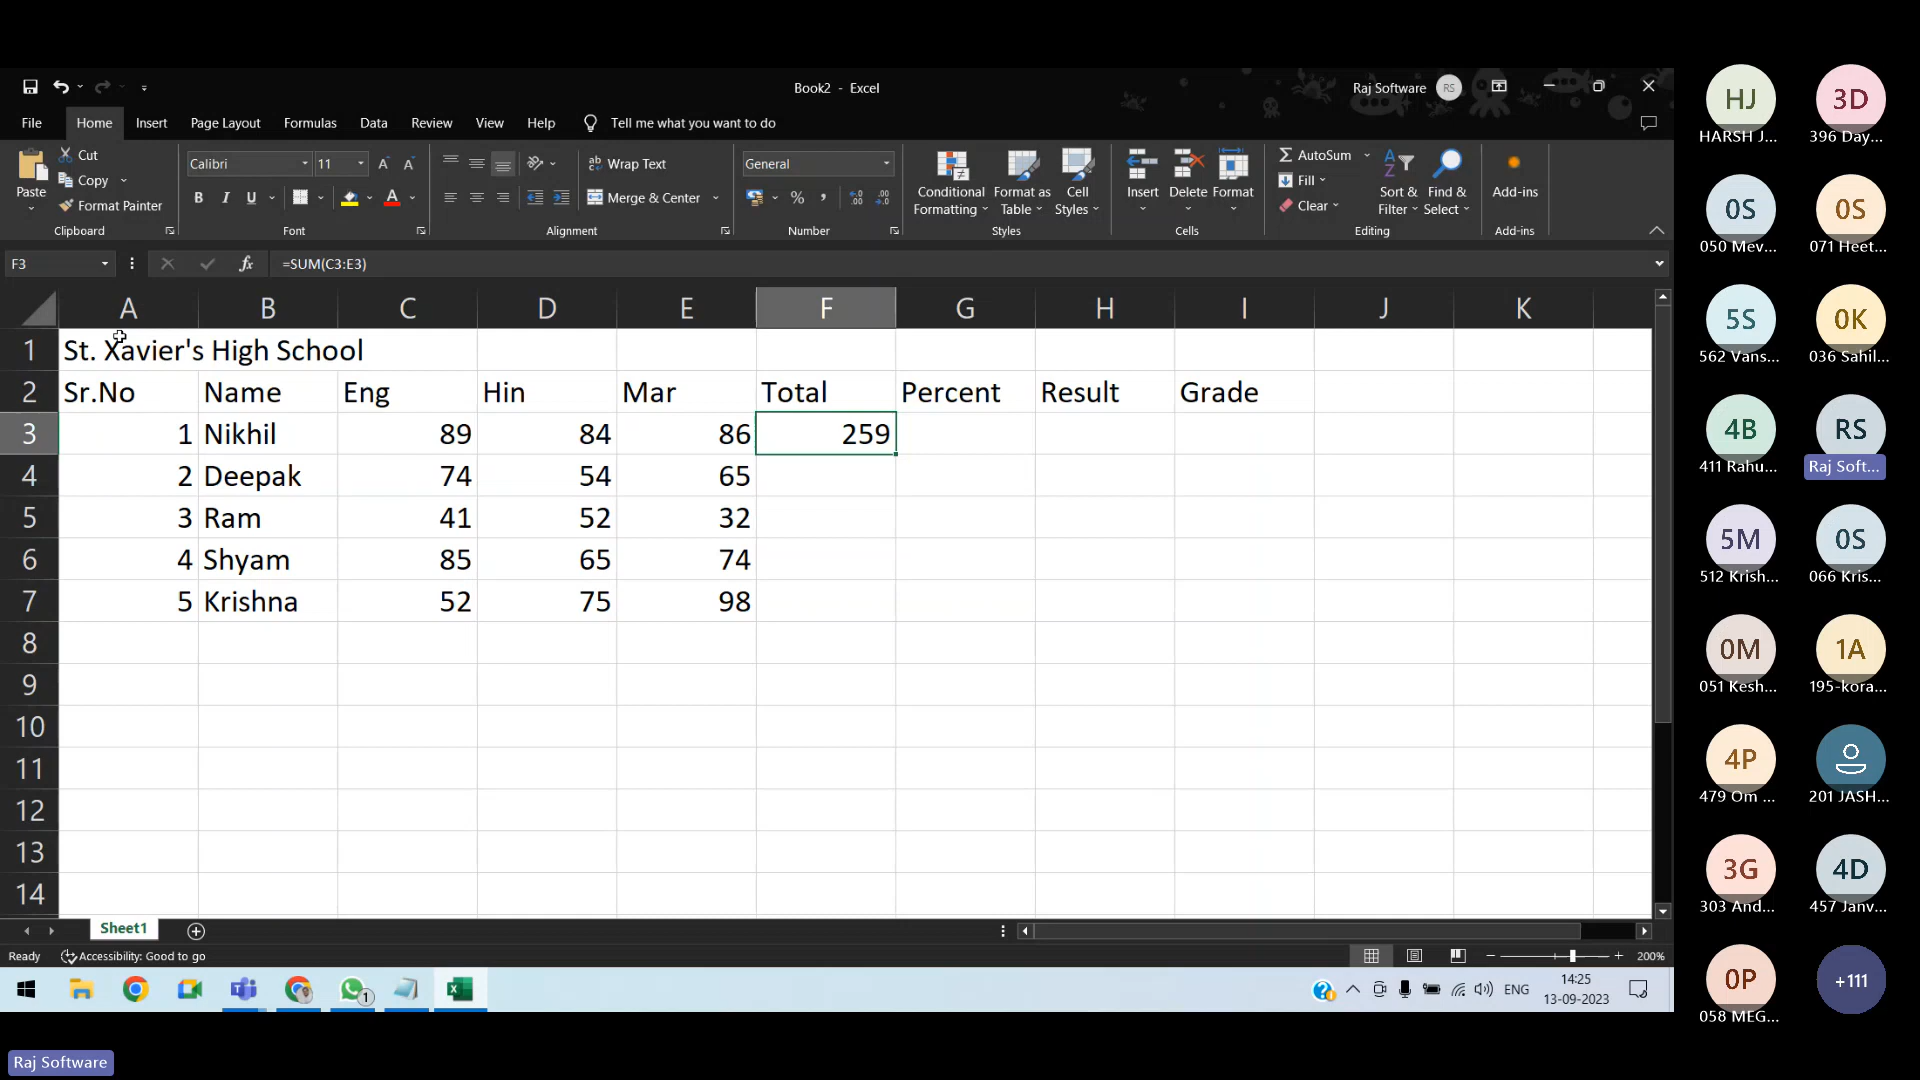 Book2 - Excel
Raj Software RS
File Home Insert Page Layout Formulas Data Review View Help Tell me what you want to do
Paste
Cut
Copy
Format Painter
Clipboard
Calibri 11
B I U
Font
Wrap Text
Merge & Center
Alignment
General
Number
Conditional Formatting
Format as Table
Cell Styles
Styles
Insert Delete Format
Cells
AutoSum
Fill
Clear
Sort & Filter
Find & Select
Editing
Add-ins
Add-ins
F3 fx =SUM(C3:E3)
A B C D E F G H I J K
1 St. Xavier's High School
2 Sr.No Name Eng Hin Mar Total Percent Result Grade
3 1 Nikhil 89 84 86 259
4 2 Deepak 74 54 65
5 3 Ram 41 52 32
6 4 Shyam 85 65 74
7 5 Krishna 52 75 98
8
9
10
11
12
13
14
Sheet1
Ready Accessibility: Good to go 200%
1 ENG 14:25
13-09-2023
Raj Software
HJ 3D
HARSH J... 396 Day...
0S 0S
050 Mev... 071 Heet...
5S 0K
562 Vans... 036 Sahil...
4B RS
411 Rahu... Raj Soft...
5M 0S
512 Krish... 066 Kris...
0M 1A
051 Kesh... 195-kora...
4P
479 Om ... 201 JASH...
3G 4D
303 And... 457 Janv...
0P +111
058 MEG...